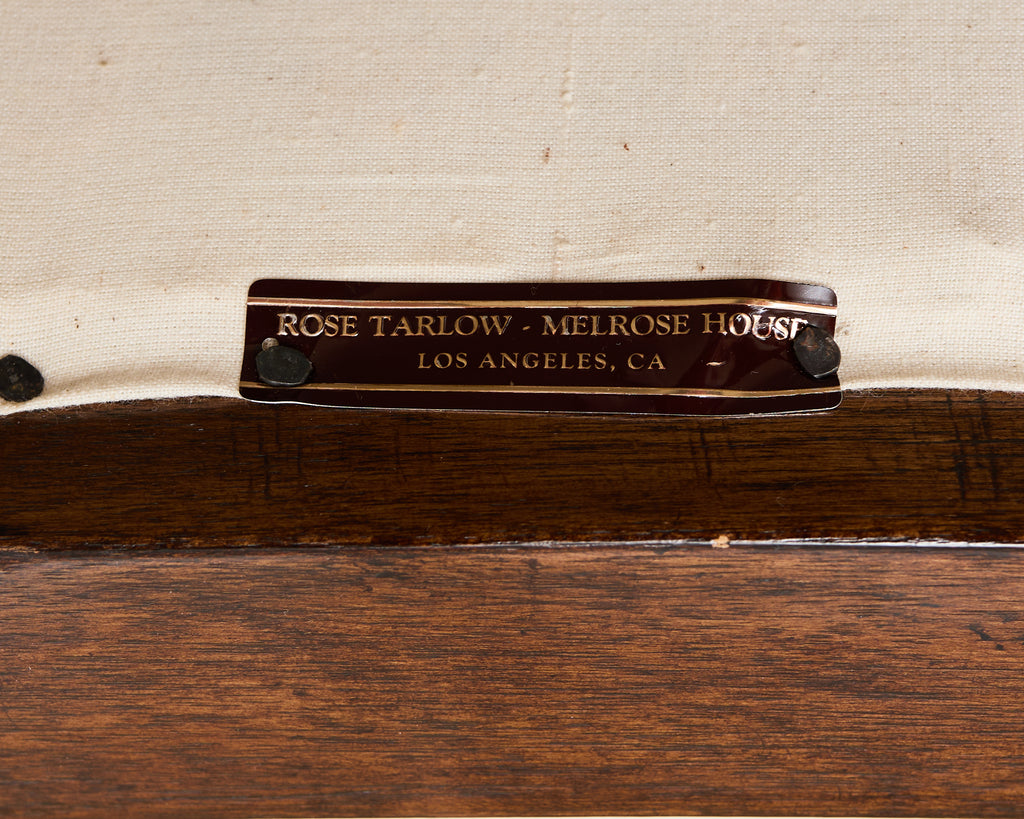 ROSE TARLOW - MELROSE HOUSE
LOS ANGELES, CA